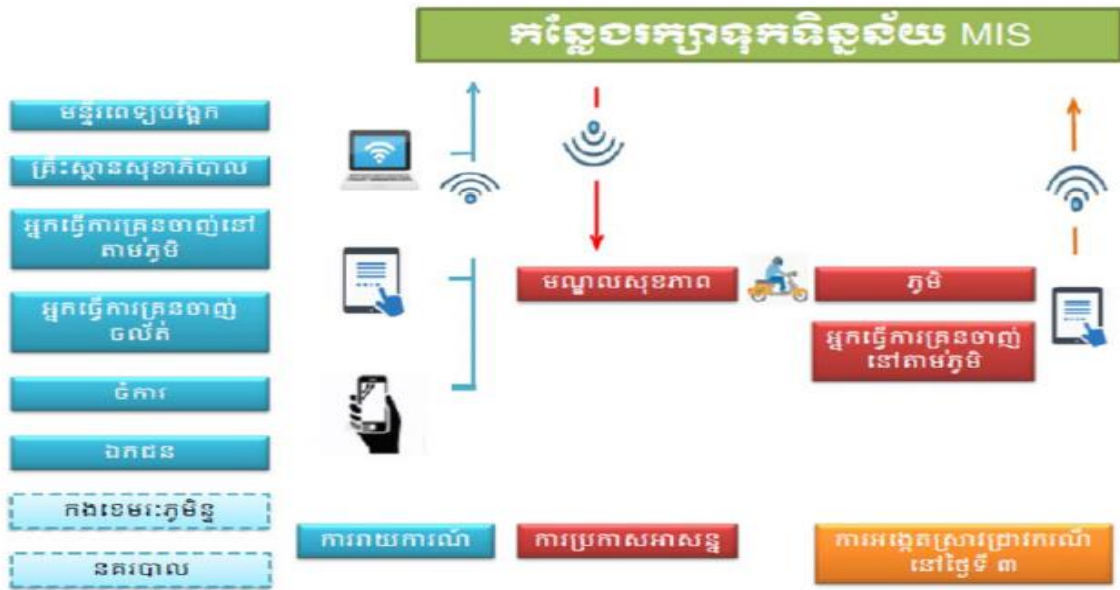 កន្លែងរក្សាទុកទិន្នន័យ MIS
មន្ទីរពេទ្យបង្អែក
គ្រឹះស្ថានសុខាភិបាល
អ្នកធ្វើការគ្រុនចាញ់នៅ
តាមភូមិ
អ្នកធ្វើការគ្រុនចាញ់
ចល័ត
ចំការ
ឯកជន
កងខេមរៈភូមិន្ទ
នគរបាល
មណ្ឌលសុខភាព
ភូមិ
អ្នកធ្វើការគ្រុនចាញ់
នៅតាមភូមិ
ការរាយការណ៍
ការប្រកាសអាសន្ន
ការអង្កេតស្រាវជ្រាវករណី
នៅថ្ងៃទី ៣